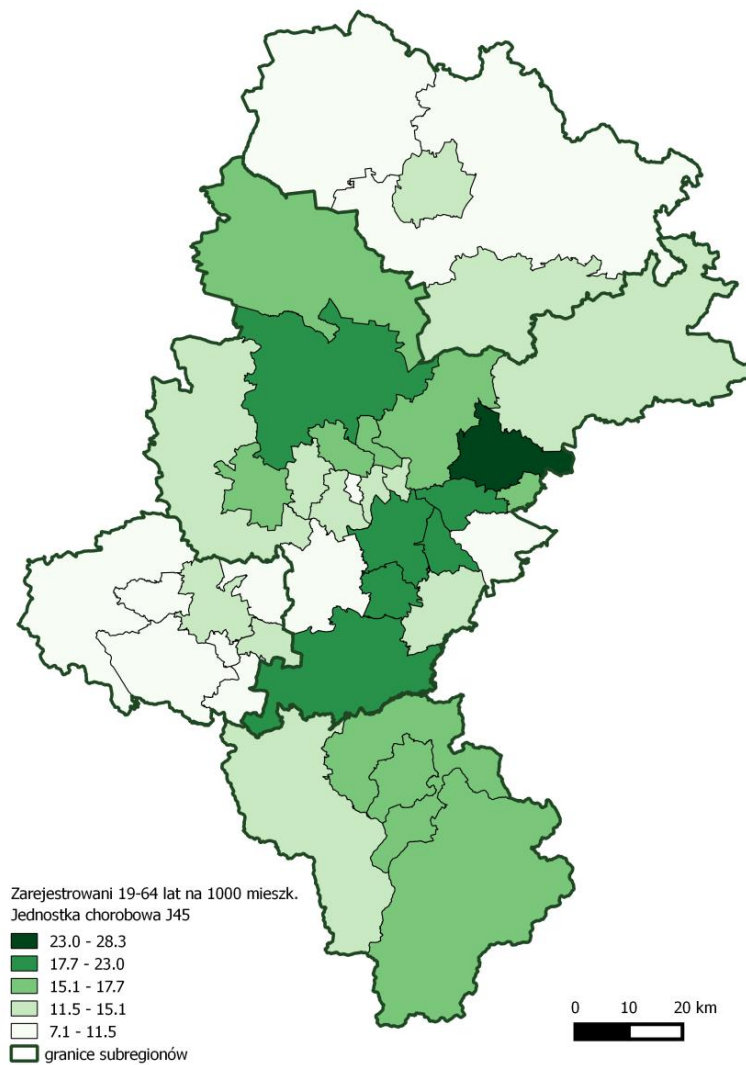 Zarejestrowani 19-64 lat na 1000 mieszk.
Jednostka chorobowa J45
23.0 - 28.3
17.7 - 23.0
15.1 - 17.7
11.5 - 15.1
7.1 - 11.5
granice subregionów
0 10 20 km